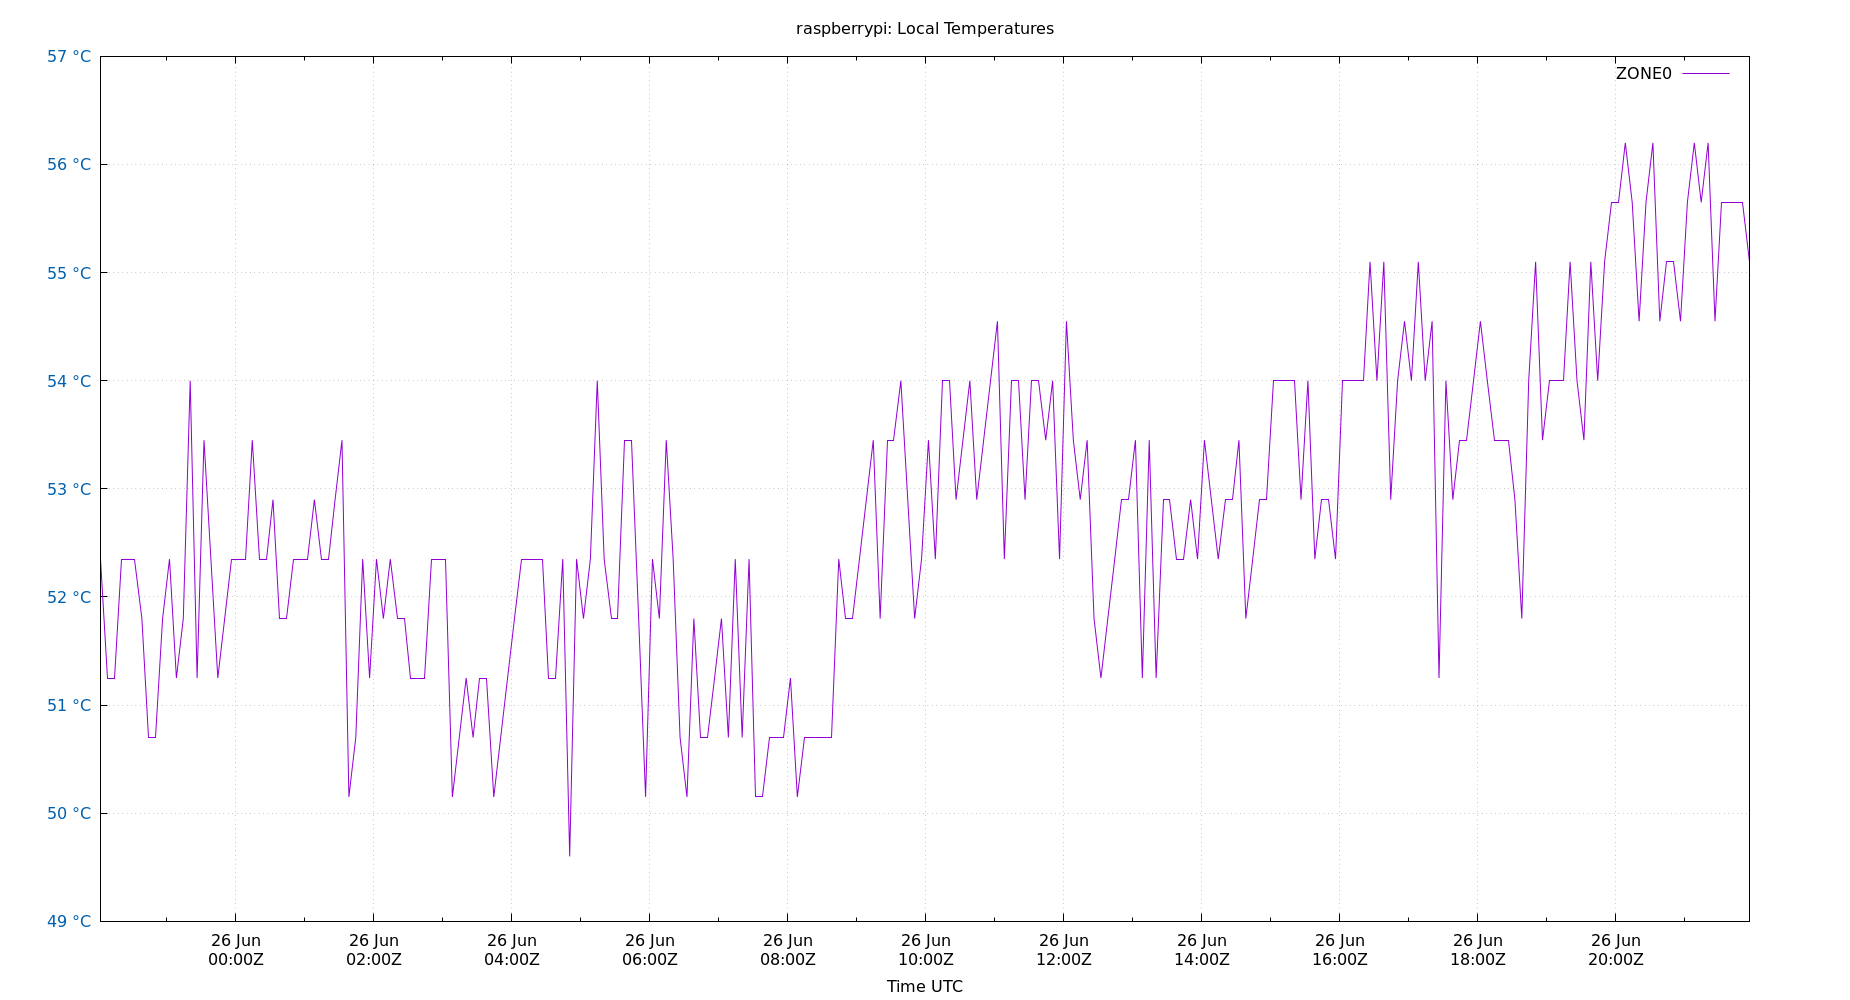 raspberrypi: Local Temperatures
57 °C
ZONE0
56 °C
55 °C
54 °C
53 °C
52 °C
51 °C
50 °C
49 °C
26 Jun 26 Jun 26 Jun 26 Jun 26 Jun 26 Jun 26 Jun 26 Jun 26 Jun 26 Jun 26 Jun
00:00Z 02:00Z 04:00Z 06:00Z 08:00Z 10:00Z 12:00Z 14:00Z 16:00Z 18:00Z 20:00Z
Time UTC